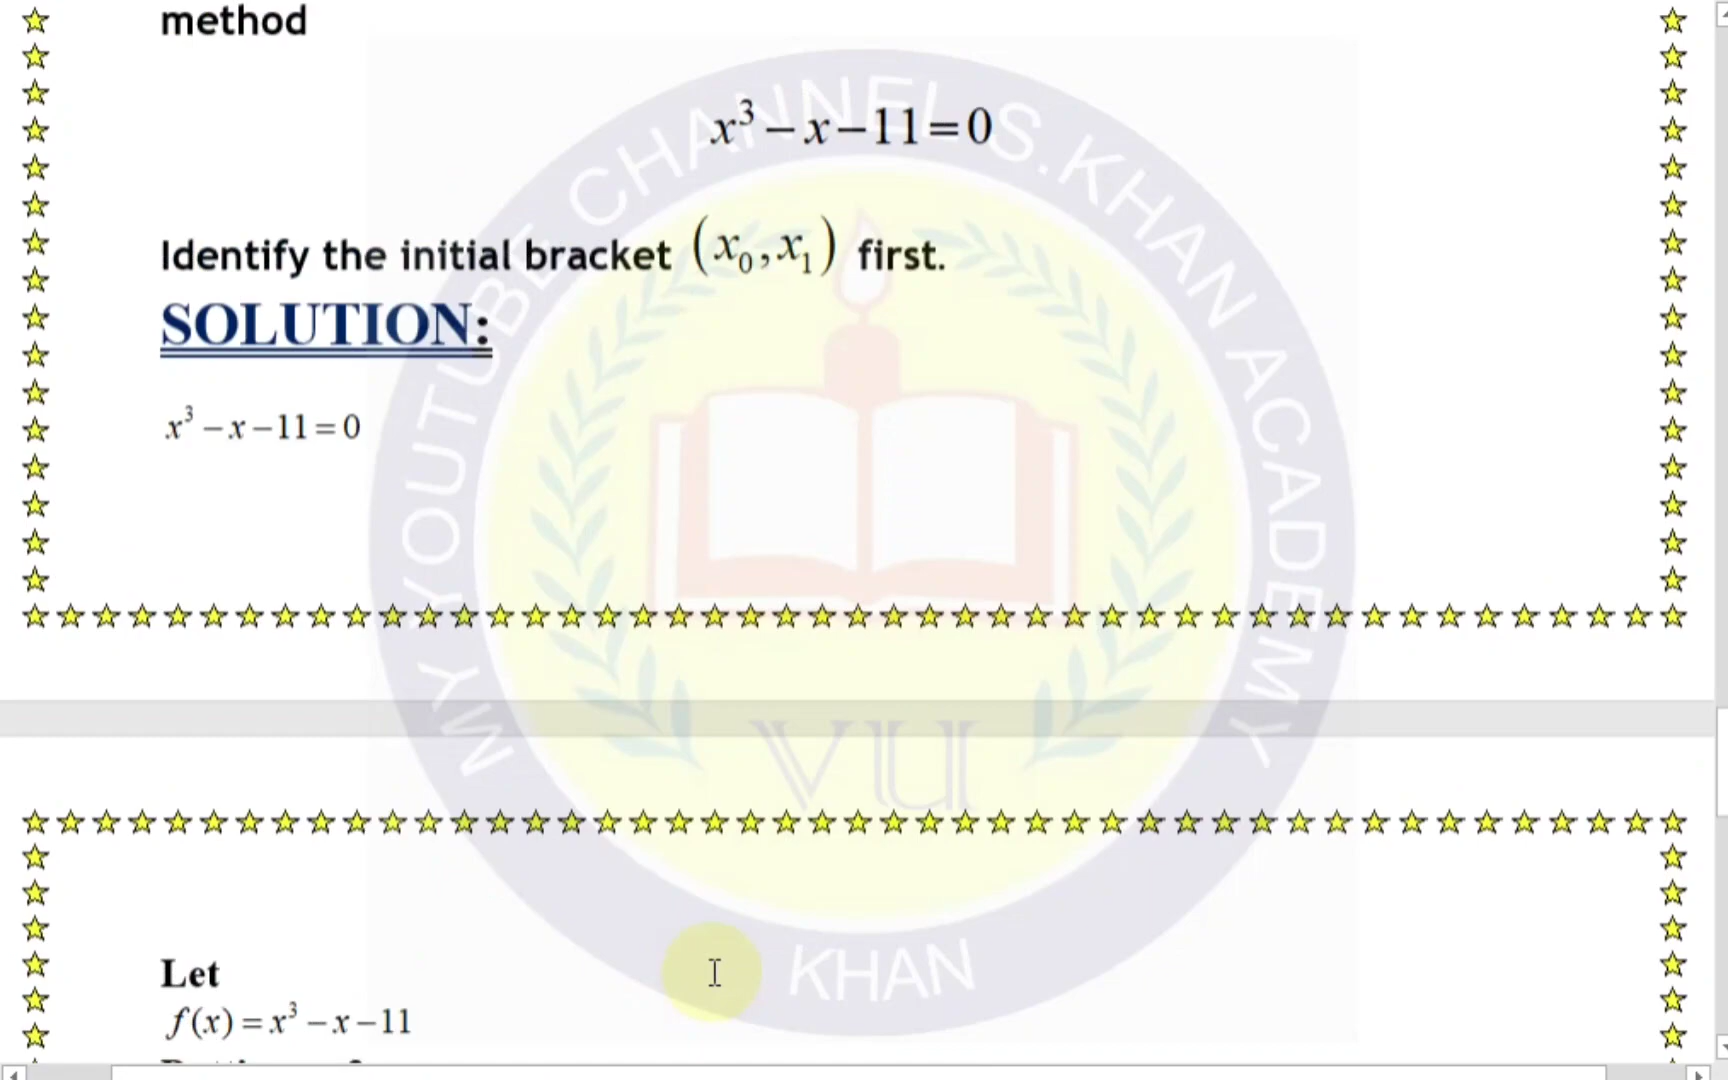 method
x³ − x − 11 = 0
Identify the initial bracket (x₀, x₁) first.
SOLUTION:
x³ − x − 11 = 0
MY YOUTUBE CHANNEL S.KHAN ACADEMY
VU
KHAN
Let
f(x) = x³ − x − 11